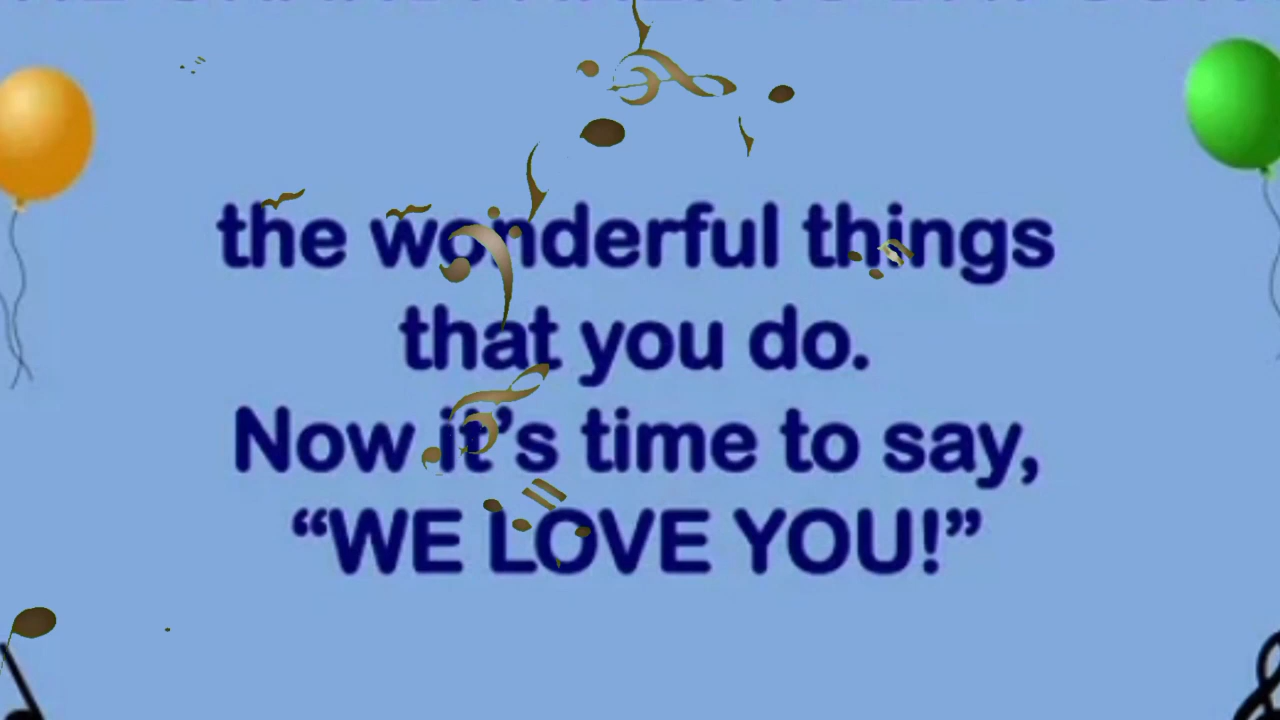 the wonderful things
that you do.
Now it’s time to say,
“WE LOVE YOU!”